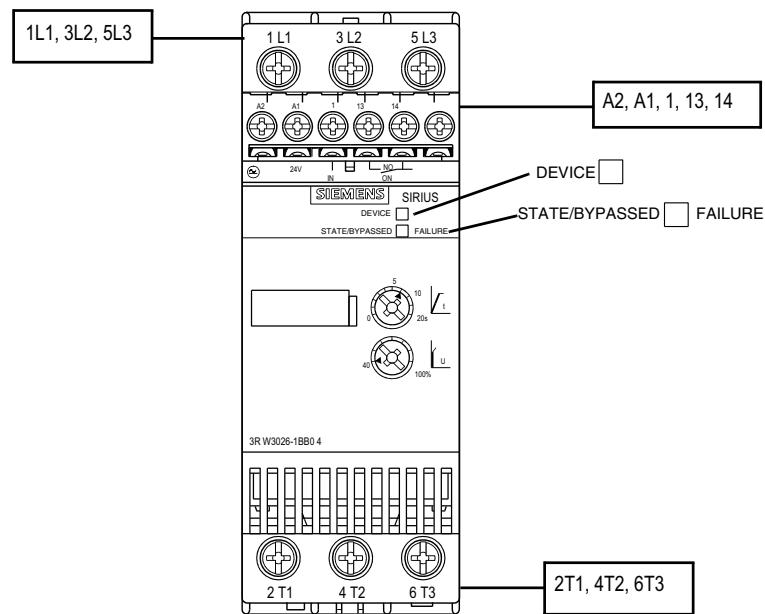 1L1, 3L2, 5L3
1 L1 3 L2 5 L3
A2, A1, 1, 13, 14
A2 A1 1 13 14
24V NO
IN ON
SIEMENS SIRIUS
DEVICE
DEVICE
STATE/BYPASSED FAILURE
STATE/BYPASSED FAILURE
5
10
0 20s t
40 100% U
3R W3026-1BB0 4
2 T1 4 T2 6 T3
2T1, 4T2, 6T3